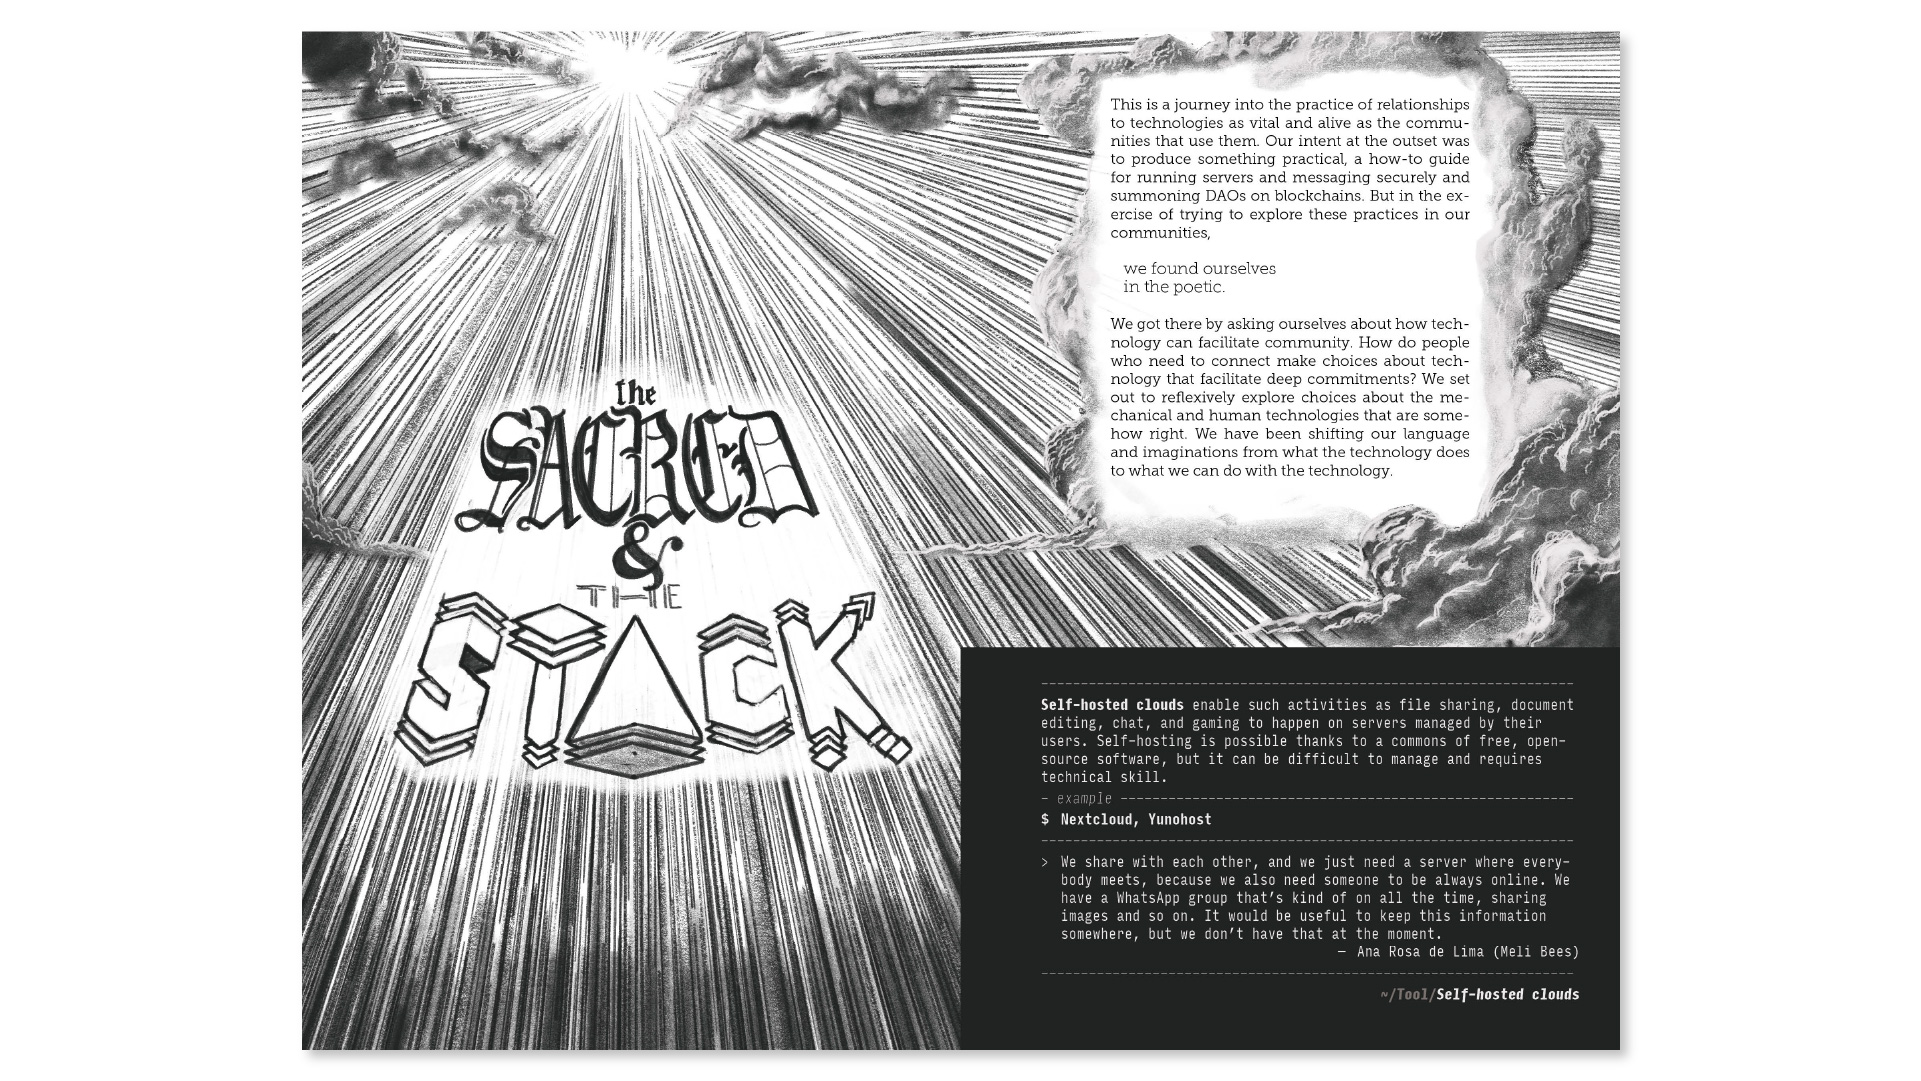 the
SACRED
&
THE
STACK
This is a journey into the practice of relationships
to technologies as vital and alive as the commu-
nities that use them. Our intent at the outset was
to produce something practical, a how-to guide
for running servers and messaging securely and
summoning DAOs on blockchains. But in the ex-
ercise of trying to explore these practices in our
communities,
we found ourselves
in the poetic.
We got there by asking ourselves about how tech-
nology can facilitate community. How do people
who need to connect make choices about tech-
nology that facilitate deep commitments? We set
out to reflexively explore choices about the me-
chanical and human technologies that are some-
how right. We have been shifting our language
and imaginations from what the technology does
to what we can do with the technology.
Self-hosted clouds enable such activities as file sharing, document
editing, chat, and gaming to happen on servers managed by their
users. Self-hosting is possible thanks to a commons of free, open-
source software, but it can be difficult to manage and requires
technical skill.
- example -
$ Nextcloud, Yunohost
> We share with each other, and we just need a server where every-
body meets, because we also need someone to be always online. We
have a WhatsApp group that's kind of on all the time, sharing
images and so on. It would be useful to keep this information
somewhere, but we don't have that at the moment.
— Ana Rosa de Lima (Meli Bees)
~/Tool/Self-hosted clouds